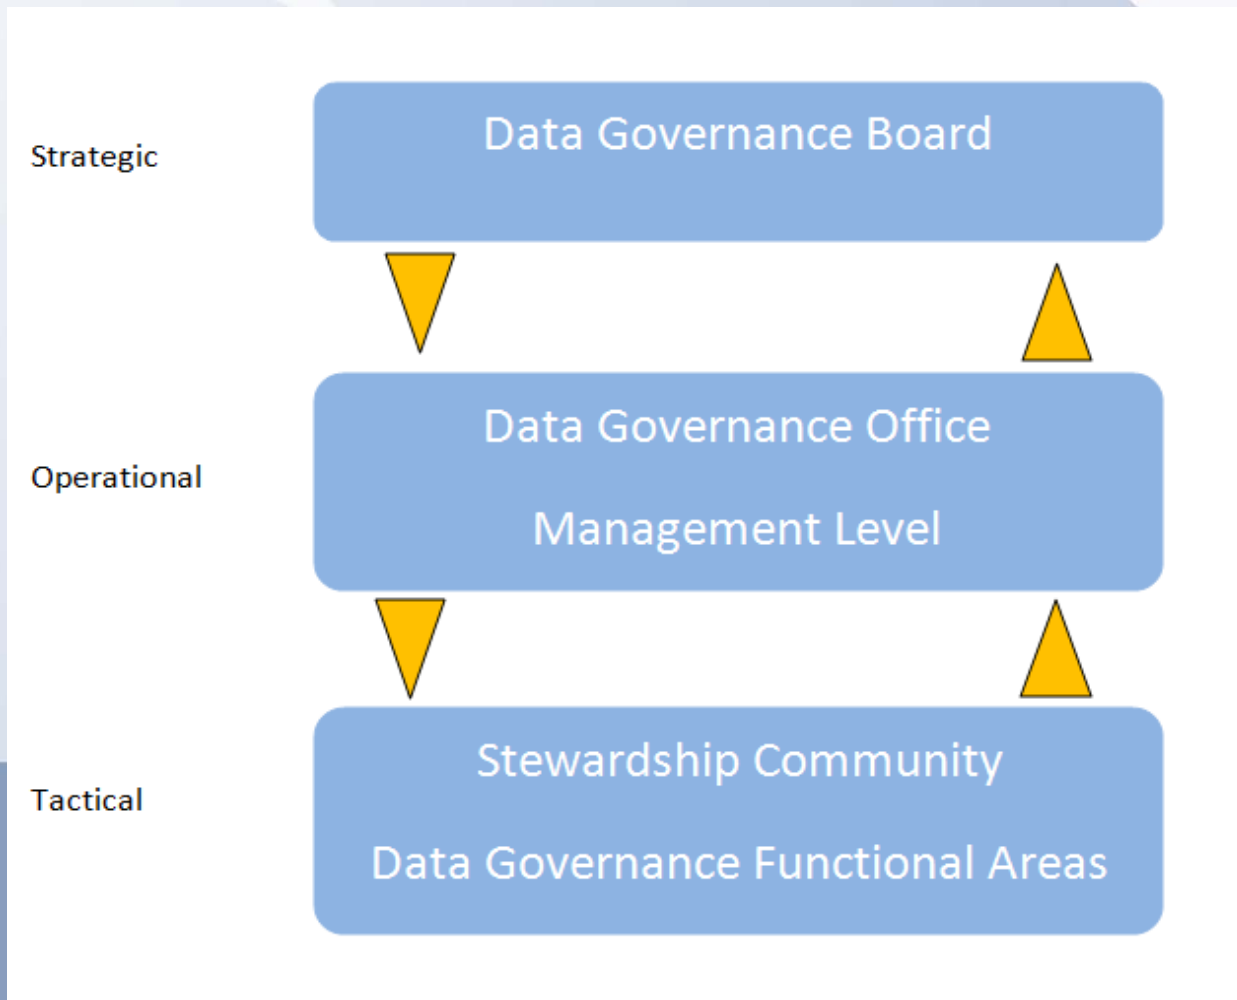 Strategic
Data Governance Board
Operational
Data Governance Office
Management Level
Tactical
Stewardship Community
Data Governance Functional Areas